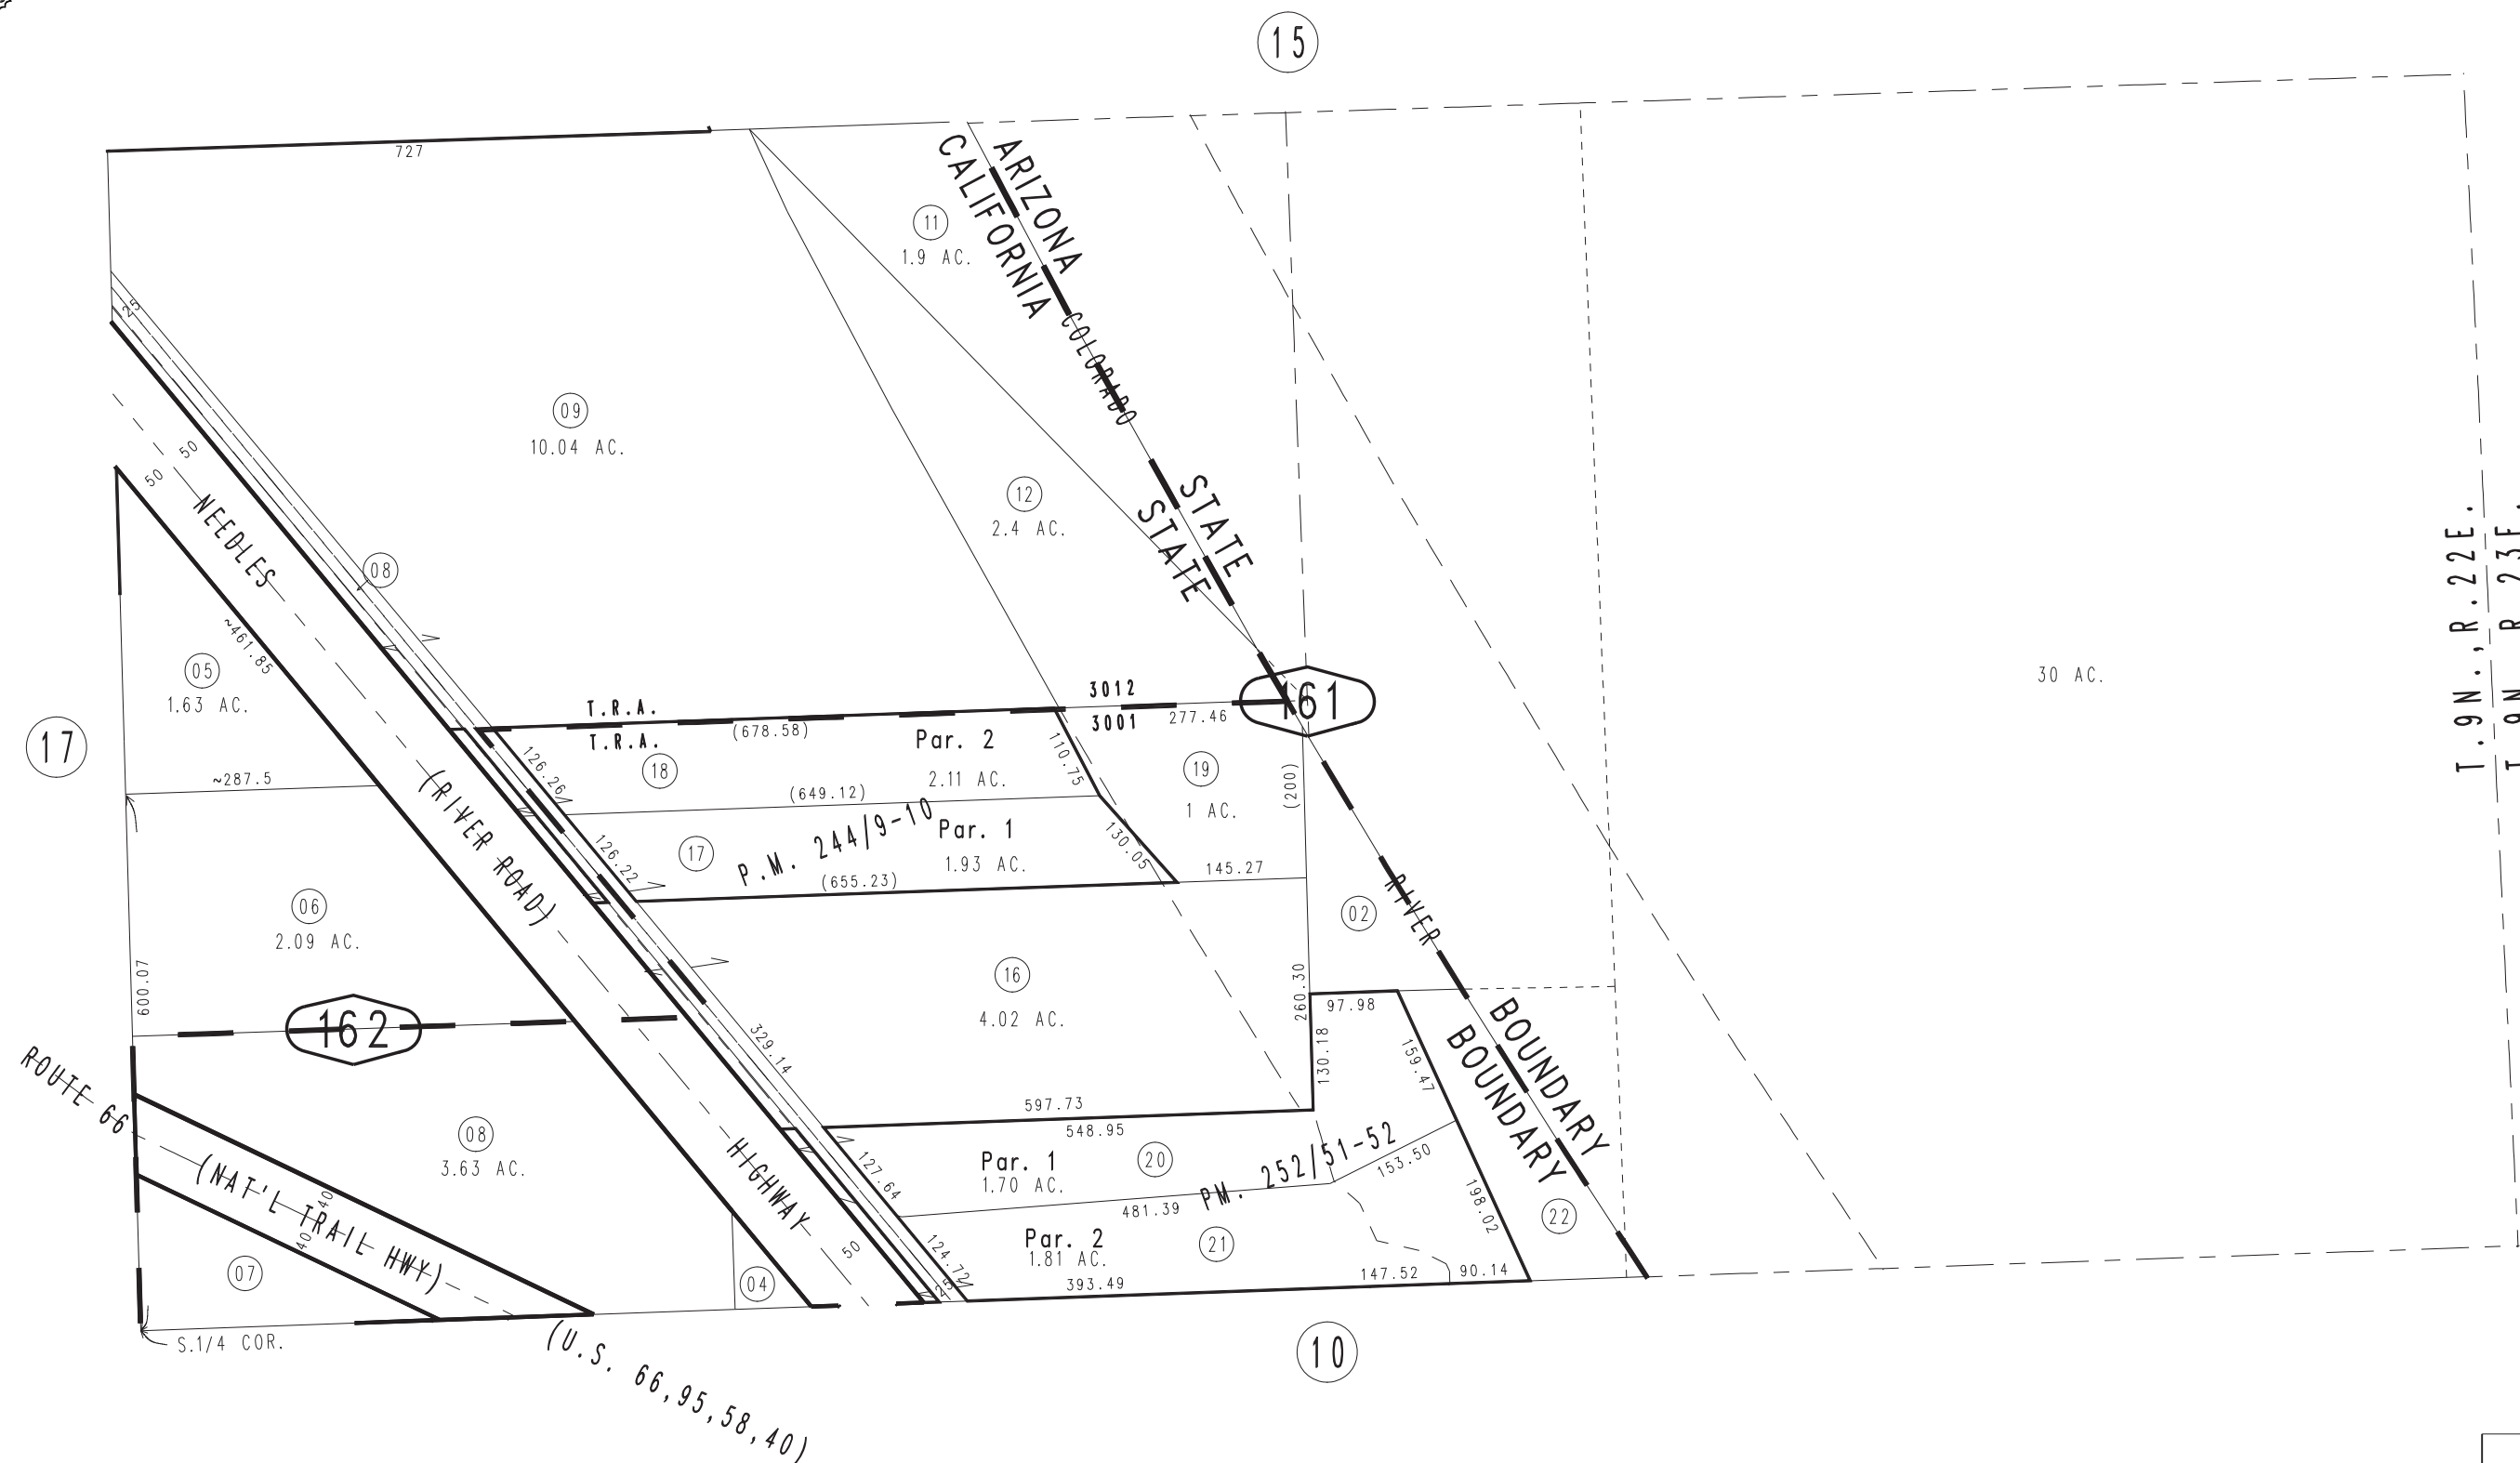 15
727
ARIZONA
CALIFORNIA
11
1.9 AC.
25
COLORADO
09
10.04 AC.
50
50
12
2.4 AC.
STATE
STATE
NEEDLES
T.9N.,R.22E.
08
~461.85
05
1.63 AC.
30 AC.
T.R.A.
3012
161
T.R.A.
(678.58)
3001
277.46
17
Par. 2
110.75
126.26
18
2.11 AC.
19
~287.5
(649.12)
(200)
1 AC.
(RIVER ROAD)
P.M. 244/9-10
Par. 1
130.05
126.22
17
1.93 AC.
(655.23)
145.27
06
2.09 AC.
02
RIVER
600.07
16
260.30
97.98
4.02 AC.
162
329.14
130.18
159.47
BOUNDARY
BOUNDARY
ROUTE 66
597.73
548.95
08
3.63 AC.
Par. 1
20
1.70 AC.
PM. 252/51-52
153.50
127.64
HIGHWAY
(NAT'L TRAIL HWY)
40
40
481.39
198.02
22
Par. 2
21
1.81 AC.
50
124.72
07
04
25
393.49
147.52
90.14
S.1/4 COR.
10
(U.S. 66,95,58,40)